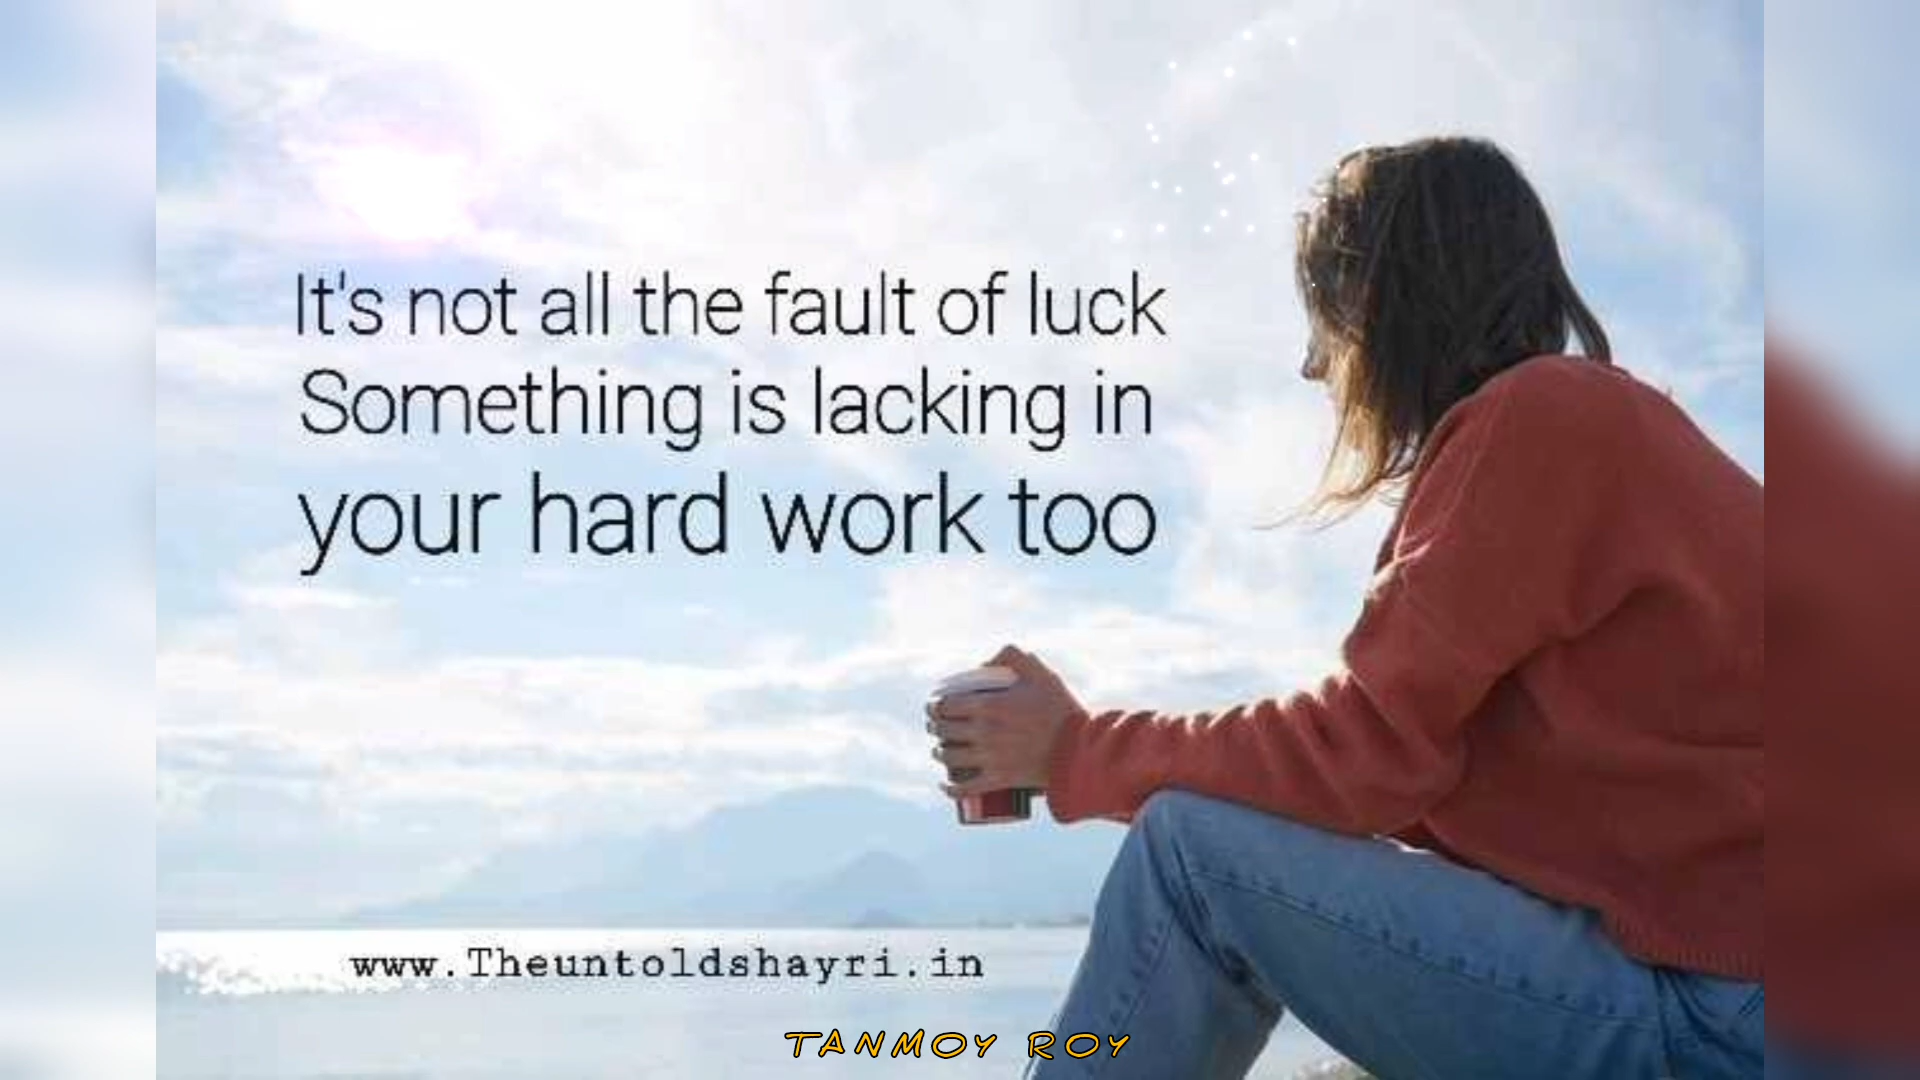 It's not all the fault of luck
Something is lacking in
your hard work too
www.Theuntoldshayri.in
TANMOY ROY